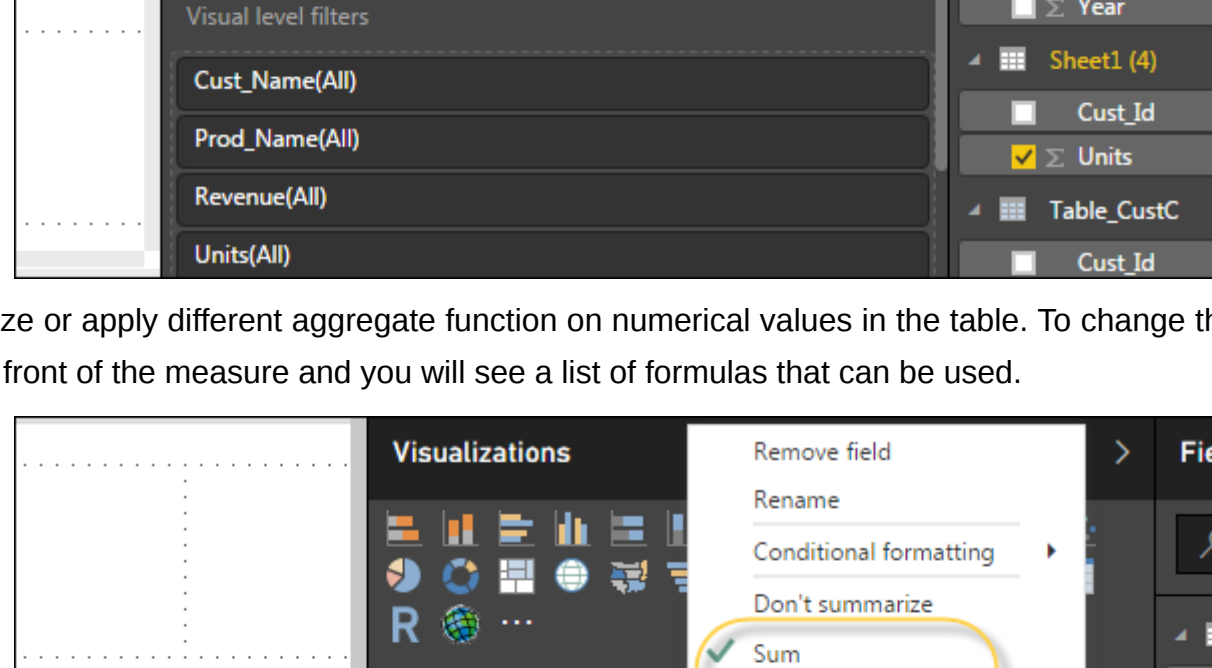 Visual level filters
Σ Year
Cust_Name(All)
Sheet1 (4)
Prod_Name(All)
Cust_Id
Σ Units
Revenue(All)
Table_CustC
Units(All)
Cust_Id
ze or apply different aggregate function on numerical values in the table. To change
front of the measure and you will see a list of formulas that can be used.
Visualizations
Remove field
Rename
Conditional formatting
Don't summarize
Sum
R
...